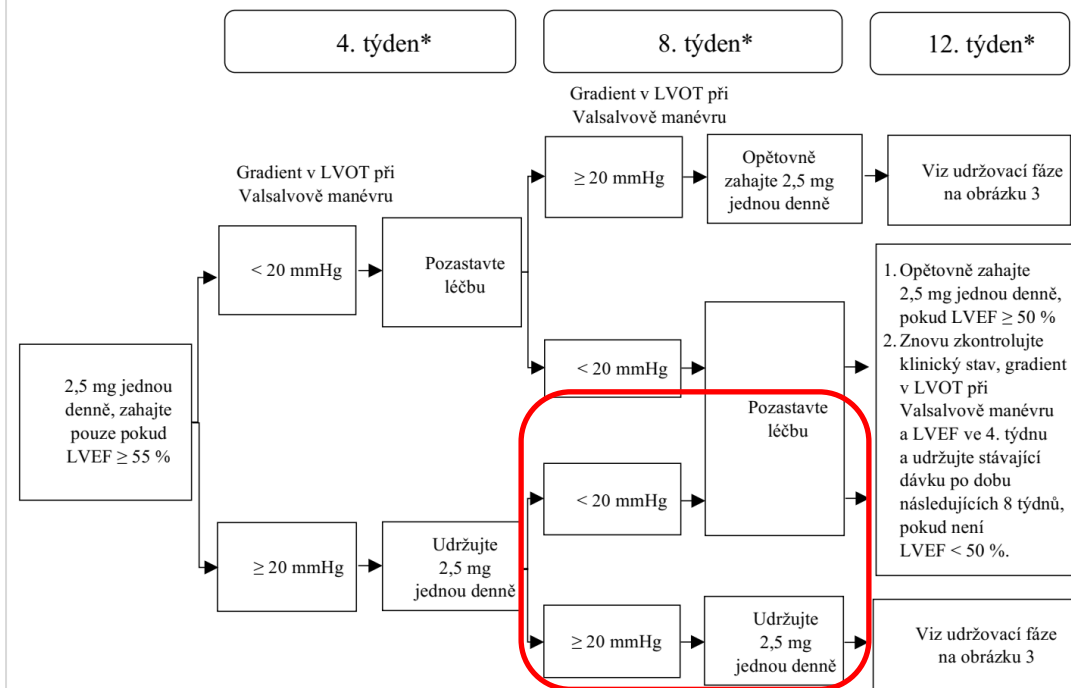 4. týden*
8. týden*
12. týden*
Gradient v LVOT při
Valsalvově manévru
Gradient v LVOT při
Valsalvově manévru
≥ 20 mmHg
Opětovně
zahajte 2,5 mg
jednou denně
Viz udržovací fáze
na obrázku 3
< 20 mmHg
Pozastavte
léčbu
1. Opětovně zahajte
2,5 mg jednou denně,
pokud LVEF ≥ 50 %
2. Znovu zkontrolujte
klinický stav, gradient
v LVOT při
Valsalvově manévru
a LVEF ve 4. týdnu
a udržujte stávající
dávku po dobu
následujících 8 týdnů,
pokud není
LVEF < 50 %.
2,5 mg jednou
denně, zahajte
pouze pokud
LVEF ≥ 55 %
< 20 mmHg
Pozastavte
léčbu
< 20 mmHg
≥ 20 mmHg
Udržujte
2,5 mg
jednou denně
≥ 20 mmHg
Udržujte
2,5 mg
jednou denně
Viz udržovací fáze
na obrázku 3